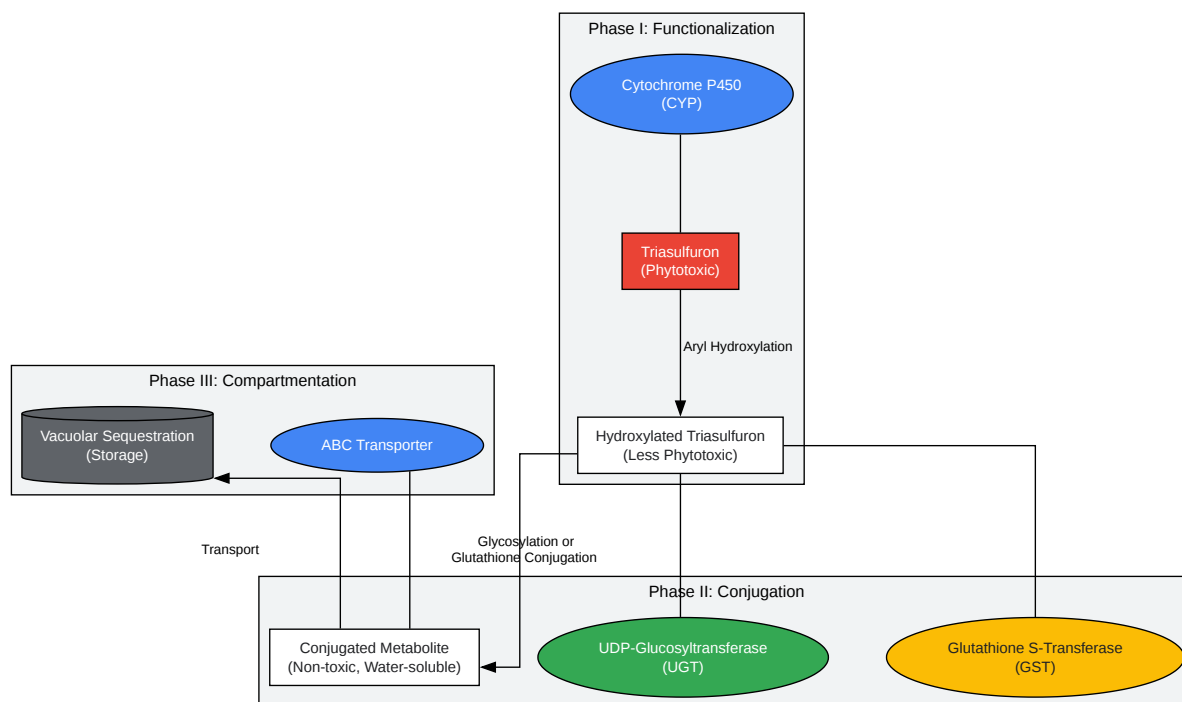 Phase I: Functionalization
Cytochrome P450
(CYP)
Triasulfuron
(Phytotoxic)
Aryl Hydroxylation
Hydroxylated Triasulfuron
(Less Phytotoxic)
Phase III: Compartmentation
Vacuolar Sequestration
(Storage)
ABC Transporter
Transport
Glycosylation or
Glutathione Conjugation
Phase II: Conjugation
Conjugated Metabolite
(Non-toxic, Water-soluble)
UDP-Glucosyltransferase
(UGT)
Glutathione S-Transferase
(GST)